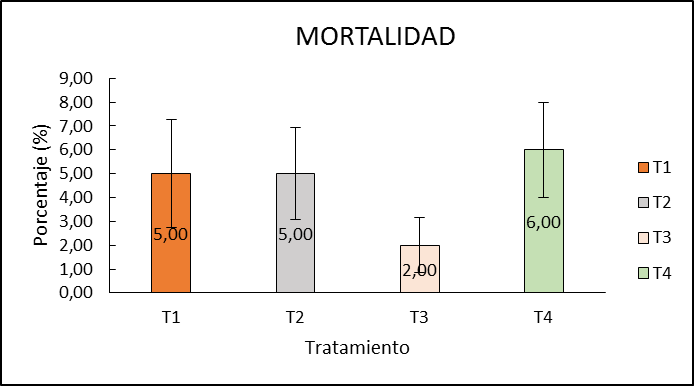 MORTALIDAD
Porcentaje (%)
9,00
8,00
7,00
6,00
5,00
4,00
3,00
2,00
1,00
0,00
5,00
5,00
2,00
6,00
T1
T2
T3
T4
Tratamiento
T1
T2
T3
T4